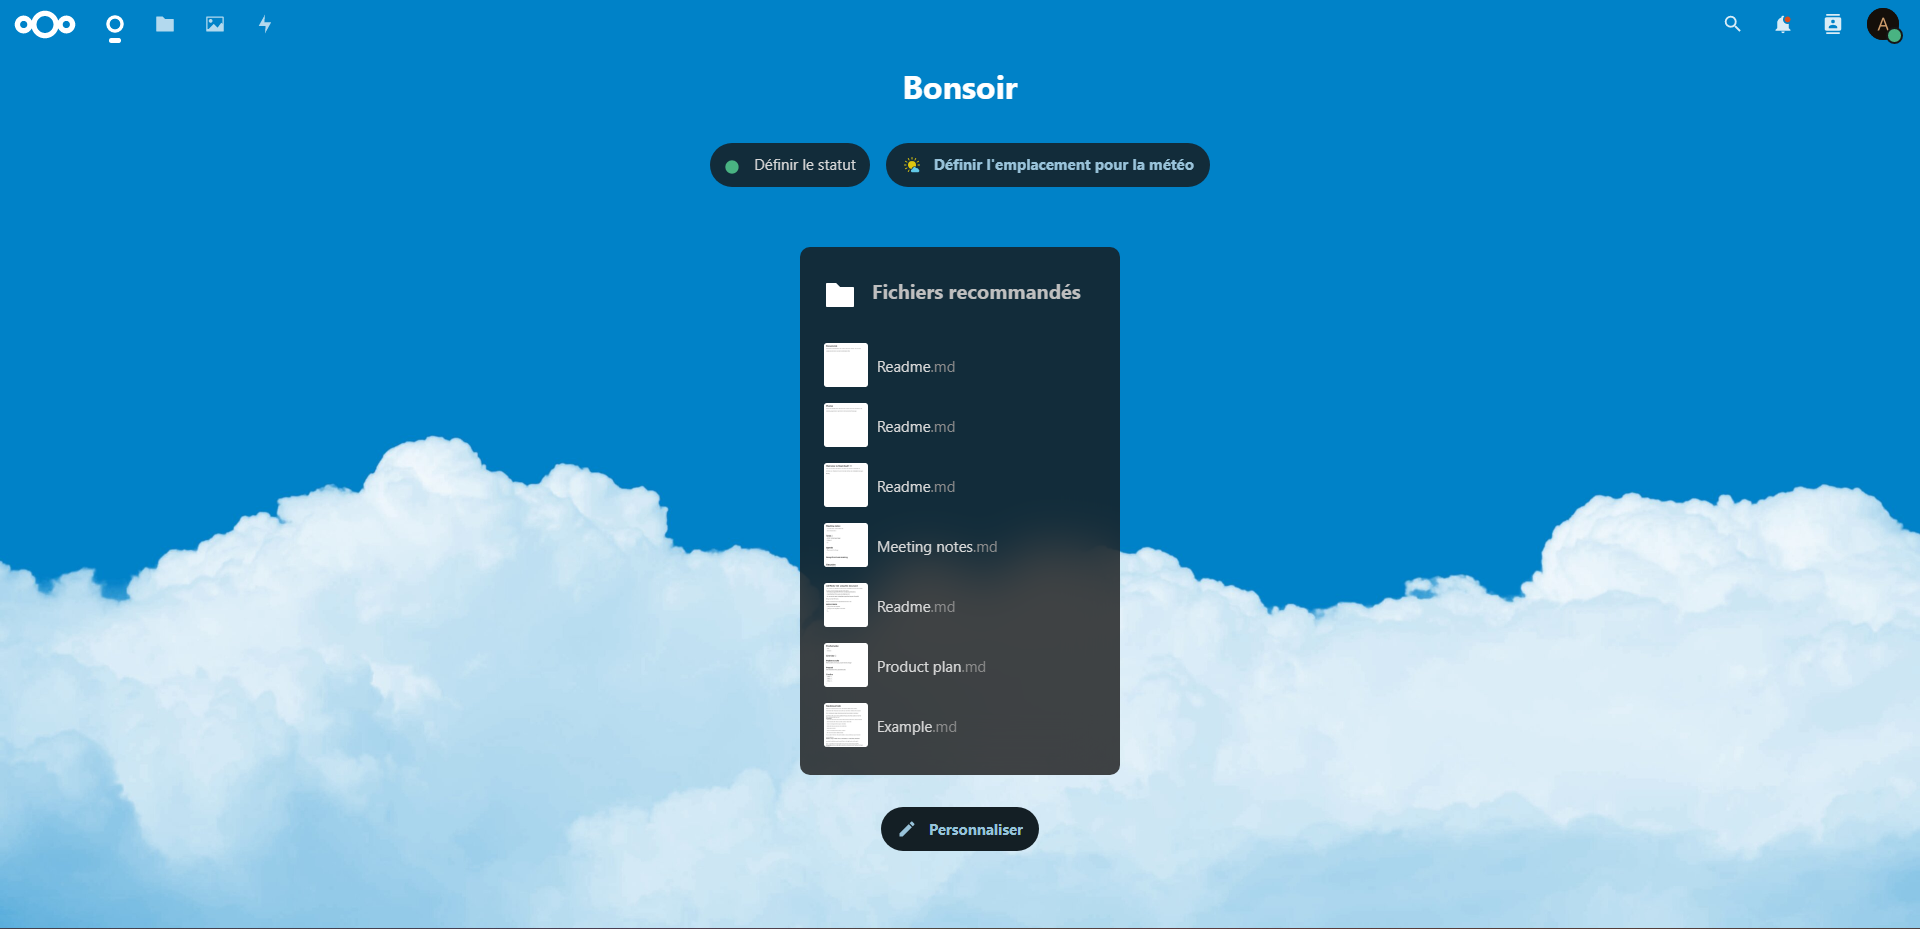 A
Bonsoir
Définir le statut
Définir l'emplacement pour la météo
Fichiers recommandés
Readme.md
Readme.md
Readme.md
Meeting notes.md
Readme.md
Product plan.md
Example.md
Personnaliser